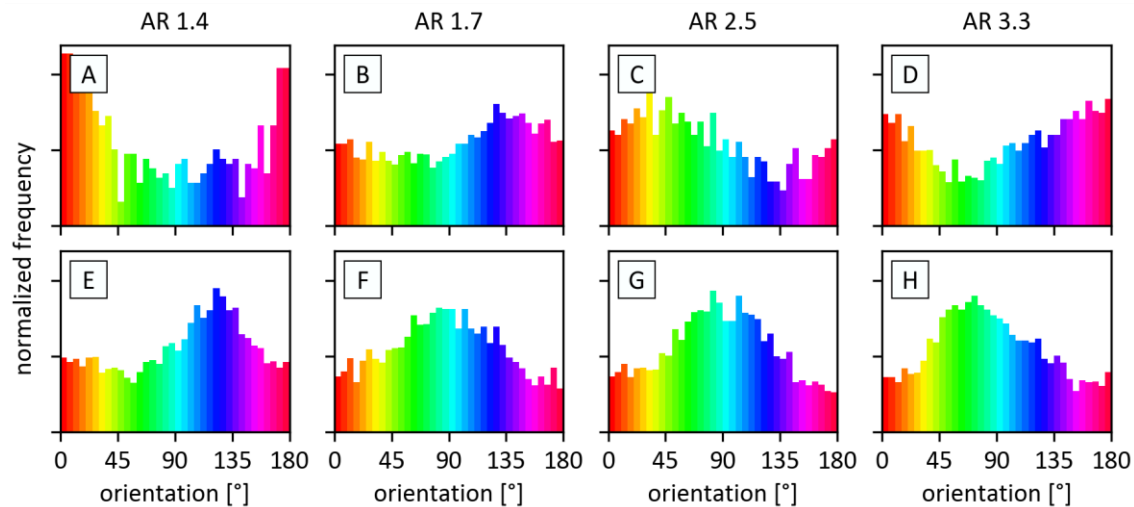 AR 1.4 AR 1.7 AR 2.5 AR 3.3
A B C D
normalized frequency
E F G H
0 45 90 135 180 0 45 90 135 180 0 45 90 135 180 0 45 90 135 180
orientation [°] orientation [°] orientation [°] orientation [°]